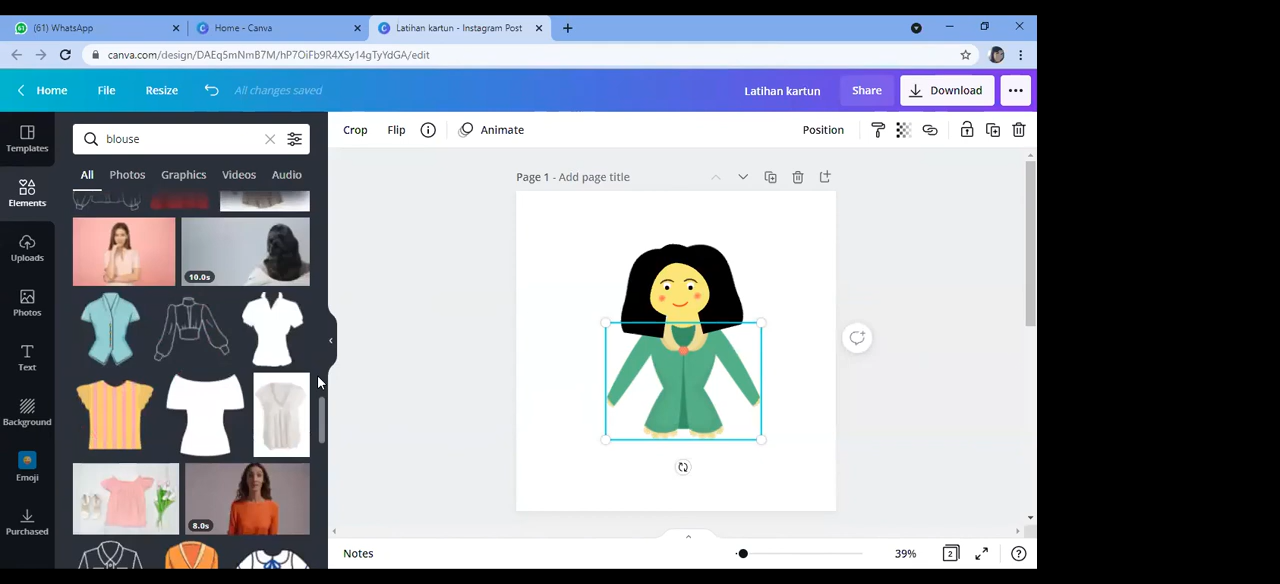 (61) WhatsApp
Home - Canva
Latihan kartun - Instagram Post
canva.com/design/DAEq5mNmB7M/hP7OiFb9R4XSy14gTyYdGA/edit
Home File Resize All changes saved Latihan kartun Share Download
Templates
Elements
Uploads
Photos
Text
Background
Emoji
Purchased
blouse
All Photos Graphics Videos Audio
10.0s
8.0s
Crop Flip Animate Position
Page 1 - Add page title
Notes 39% 2